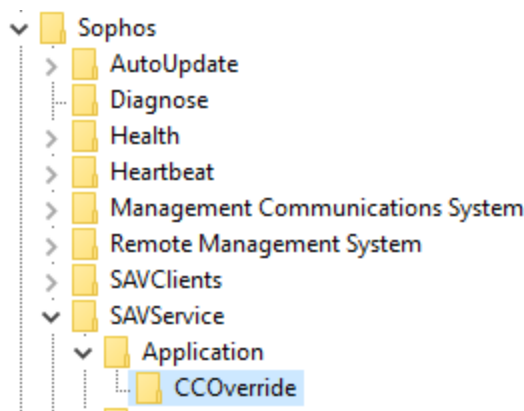 Sophos
AutoUpdate
Diagnose
Health
Heartbeat
Management Communications System
Remote Management System
SAVClients
SAVService
Application
CCOverride